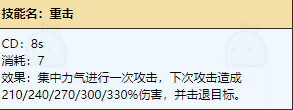 技能名：重击
CD：8s
消耗：7
效果：集中力气进行一次攻击，下次攻击造成
210/240/270/300/330%伤害，并击退目标。